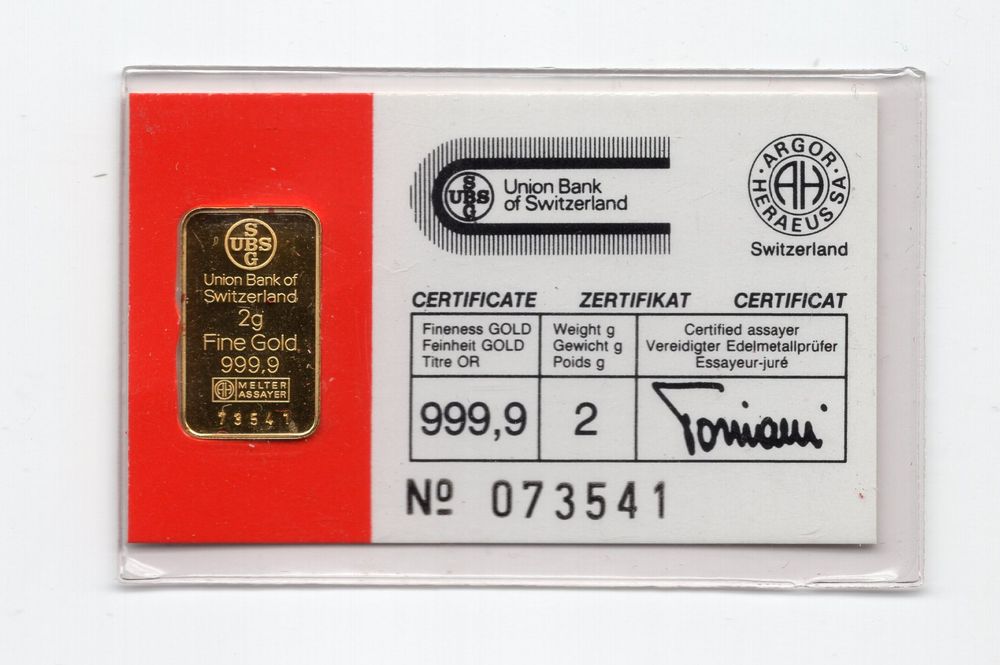 S
UBS
G
Union Bank of
Switzerland
2g
Fine Gold
999,9
AH MELTER
ASSAYER
73541
S
UBS
G
Union Bank
of Switzerland
ARGOR · HERAEUS SA ·
AH
Switzerland
CERTIFICATE ZERTIFIKAT CERTIFICAT
Fineness GOLD
Feinheit GOLD
Titre OR
Weight g
Gewicht g
Poids g
Certified assayer
Vereidigter Edelmetallprüfer
Essayeur-juré
999,9
2
Nº 073541